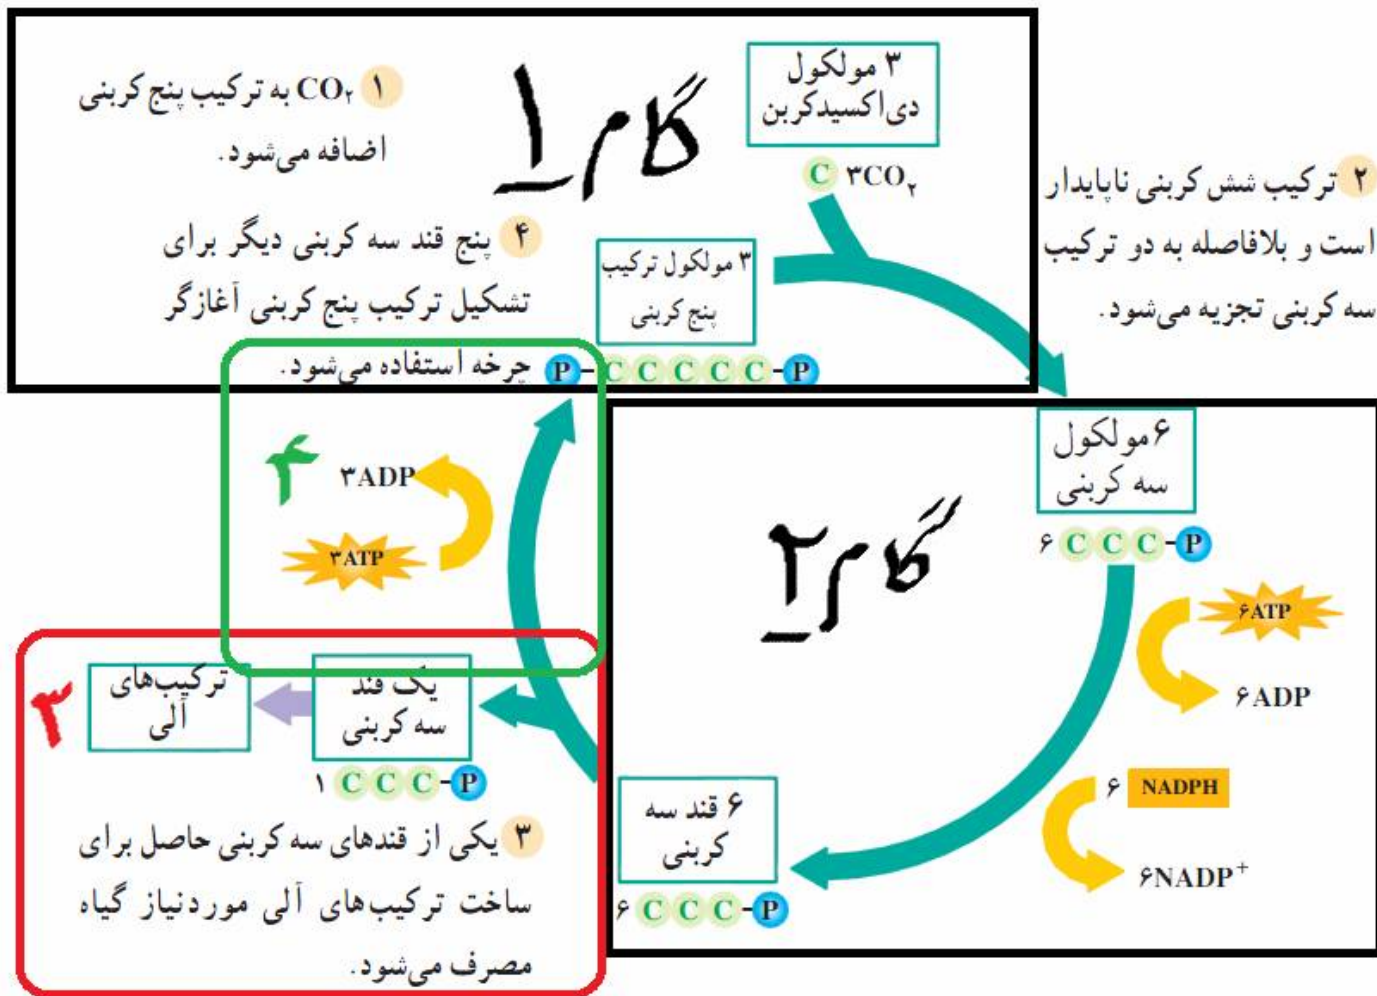 ۳ مولکول
دی‌اکسیدکربن
C ۳CO۲
گام ۱
۱ CO۲ به ترکیب پنج کربنی
اضافه می‌شود.
۲ ترکیب شش کربنی ناپایدار
است و بلافاصله به دو ترکیب
سه کربنی تجزیه می‌شود.
۳ مولکول ترکیب
پنج کربنی
P-C C C C C-P
۴ پنج قند سه کربنی دیگر برای
تشکیل ترکیب پنج کربنی آغازگر
چرخه استفاده می‌شود.
۶ مولکول
سه کربنی
۶ C C C-P
گام ۲
۶ATP
۶ADP
۶ NADPH
۶NADP+
۶ قند سه
کربنی
۶ C C C-P
۴
۳ADP
۳ATP
۳
یک قند
سه کربنی
۱ C C C-P
ترکیب‌های
آلی
۳ یکی از قندهای سه کربنی حاصل برای
ساخت ترکیب‌های آلی موردنیاز گیاه
مصرف می‌شود.